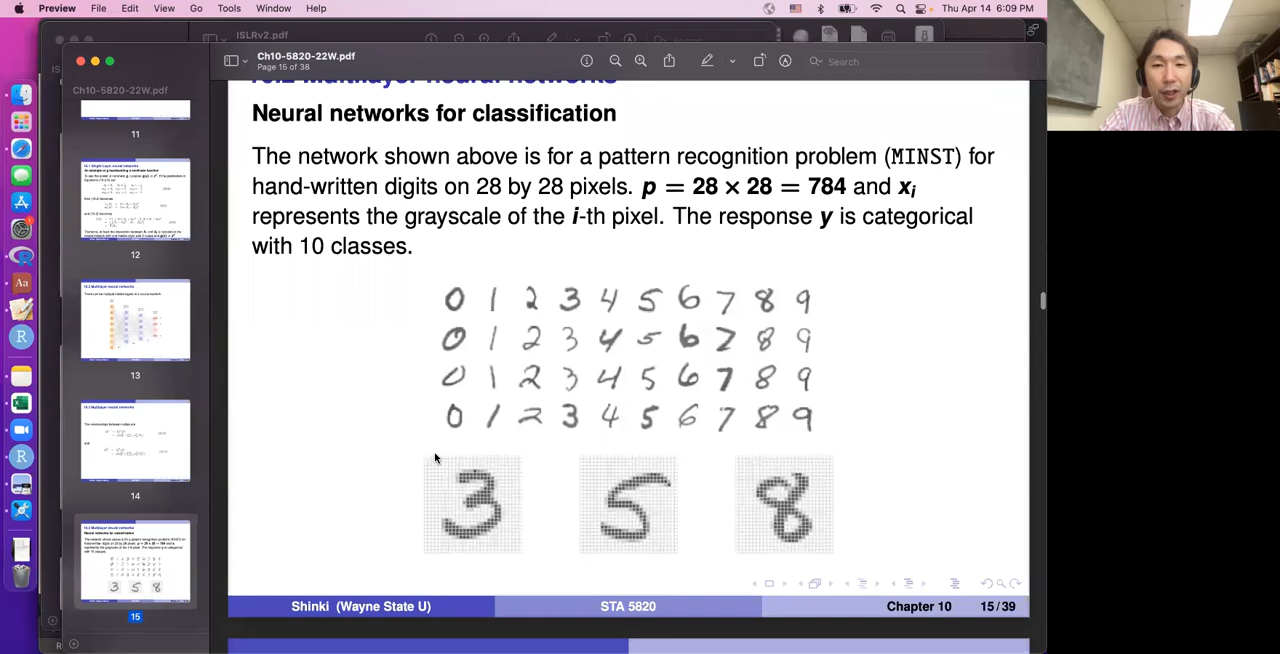 Preview File Edit View Go Tools Window Help
Thu Apr 14 6:09 PM
ISLRv2.pdf
Ch10-5820-22W.pdf
Page 15 of 38
Search
Ch10-5820-22W.pdf
11
12
13
14
15
Neural networks for classification
The network shown above is for a pattern recognition problem (MINST) for
hand-written digits on 28 by 28 pixels. p = 28 × 28 = 784 and xi
represents the grayscale of the i-th pixel. The response y is categorical
with 10 classes.
0 1 2 3 4 5 6 7 8 9
0 1 2 3 4 5 6 7 8 9
0 1 2 3 4 5 6 7 8 9
0 1 2 3 4 5 6 7 8 9
3 5 8
Shinki (Wayne State U) STA 5820 Chapter 10 15/39